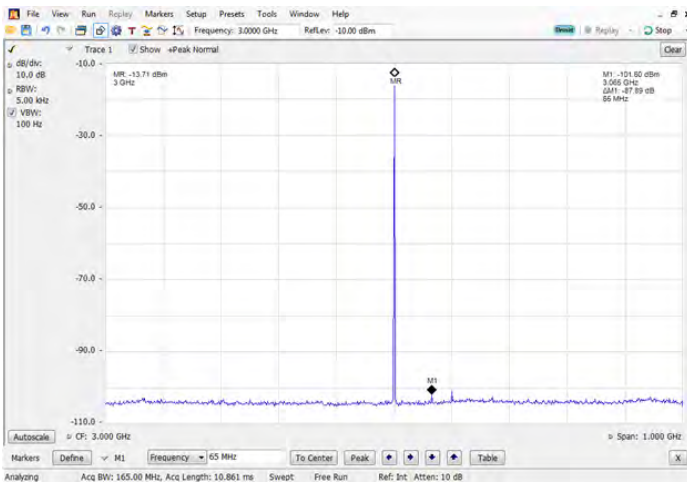 File View Run Replay Markers Setup Presets Tools Window Help
Frequency: 3.0000 GHz RefLev: -10.00 dBm Replay Stop
Trace 1 Show +Peak Normal Clear
dB/div:
10.0 dB
RBW:
5.00 kHz
VBW:
100 Hz
-10.0
MR: -13.71 dBm
3 GHz
MR
M1: -101.60 dBm
3.065 GHz
ΔM1: -87.89 dB
65 MHz
-30.0
-50.0
-70.0
-90.0
M1
-110.0
Autoscale CF: 3.000 GHz Span: 1.000 GHz
Markers Define M1 Frequency 65 MHz To Center Peak Table X
Analyzing Acq BW: 165.00 MHz, Acq Length: 10.861 ms Swept Free Run Ref: Int Atten: 10 dB